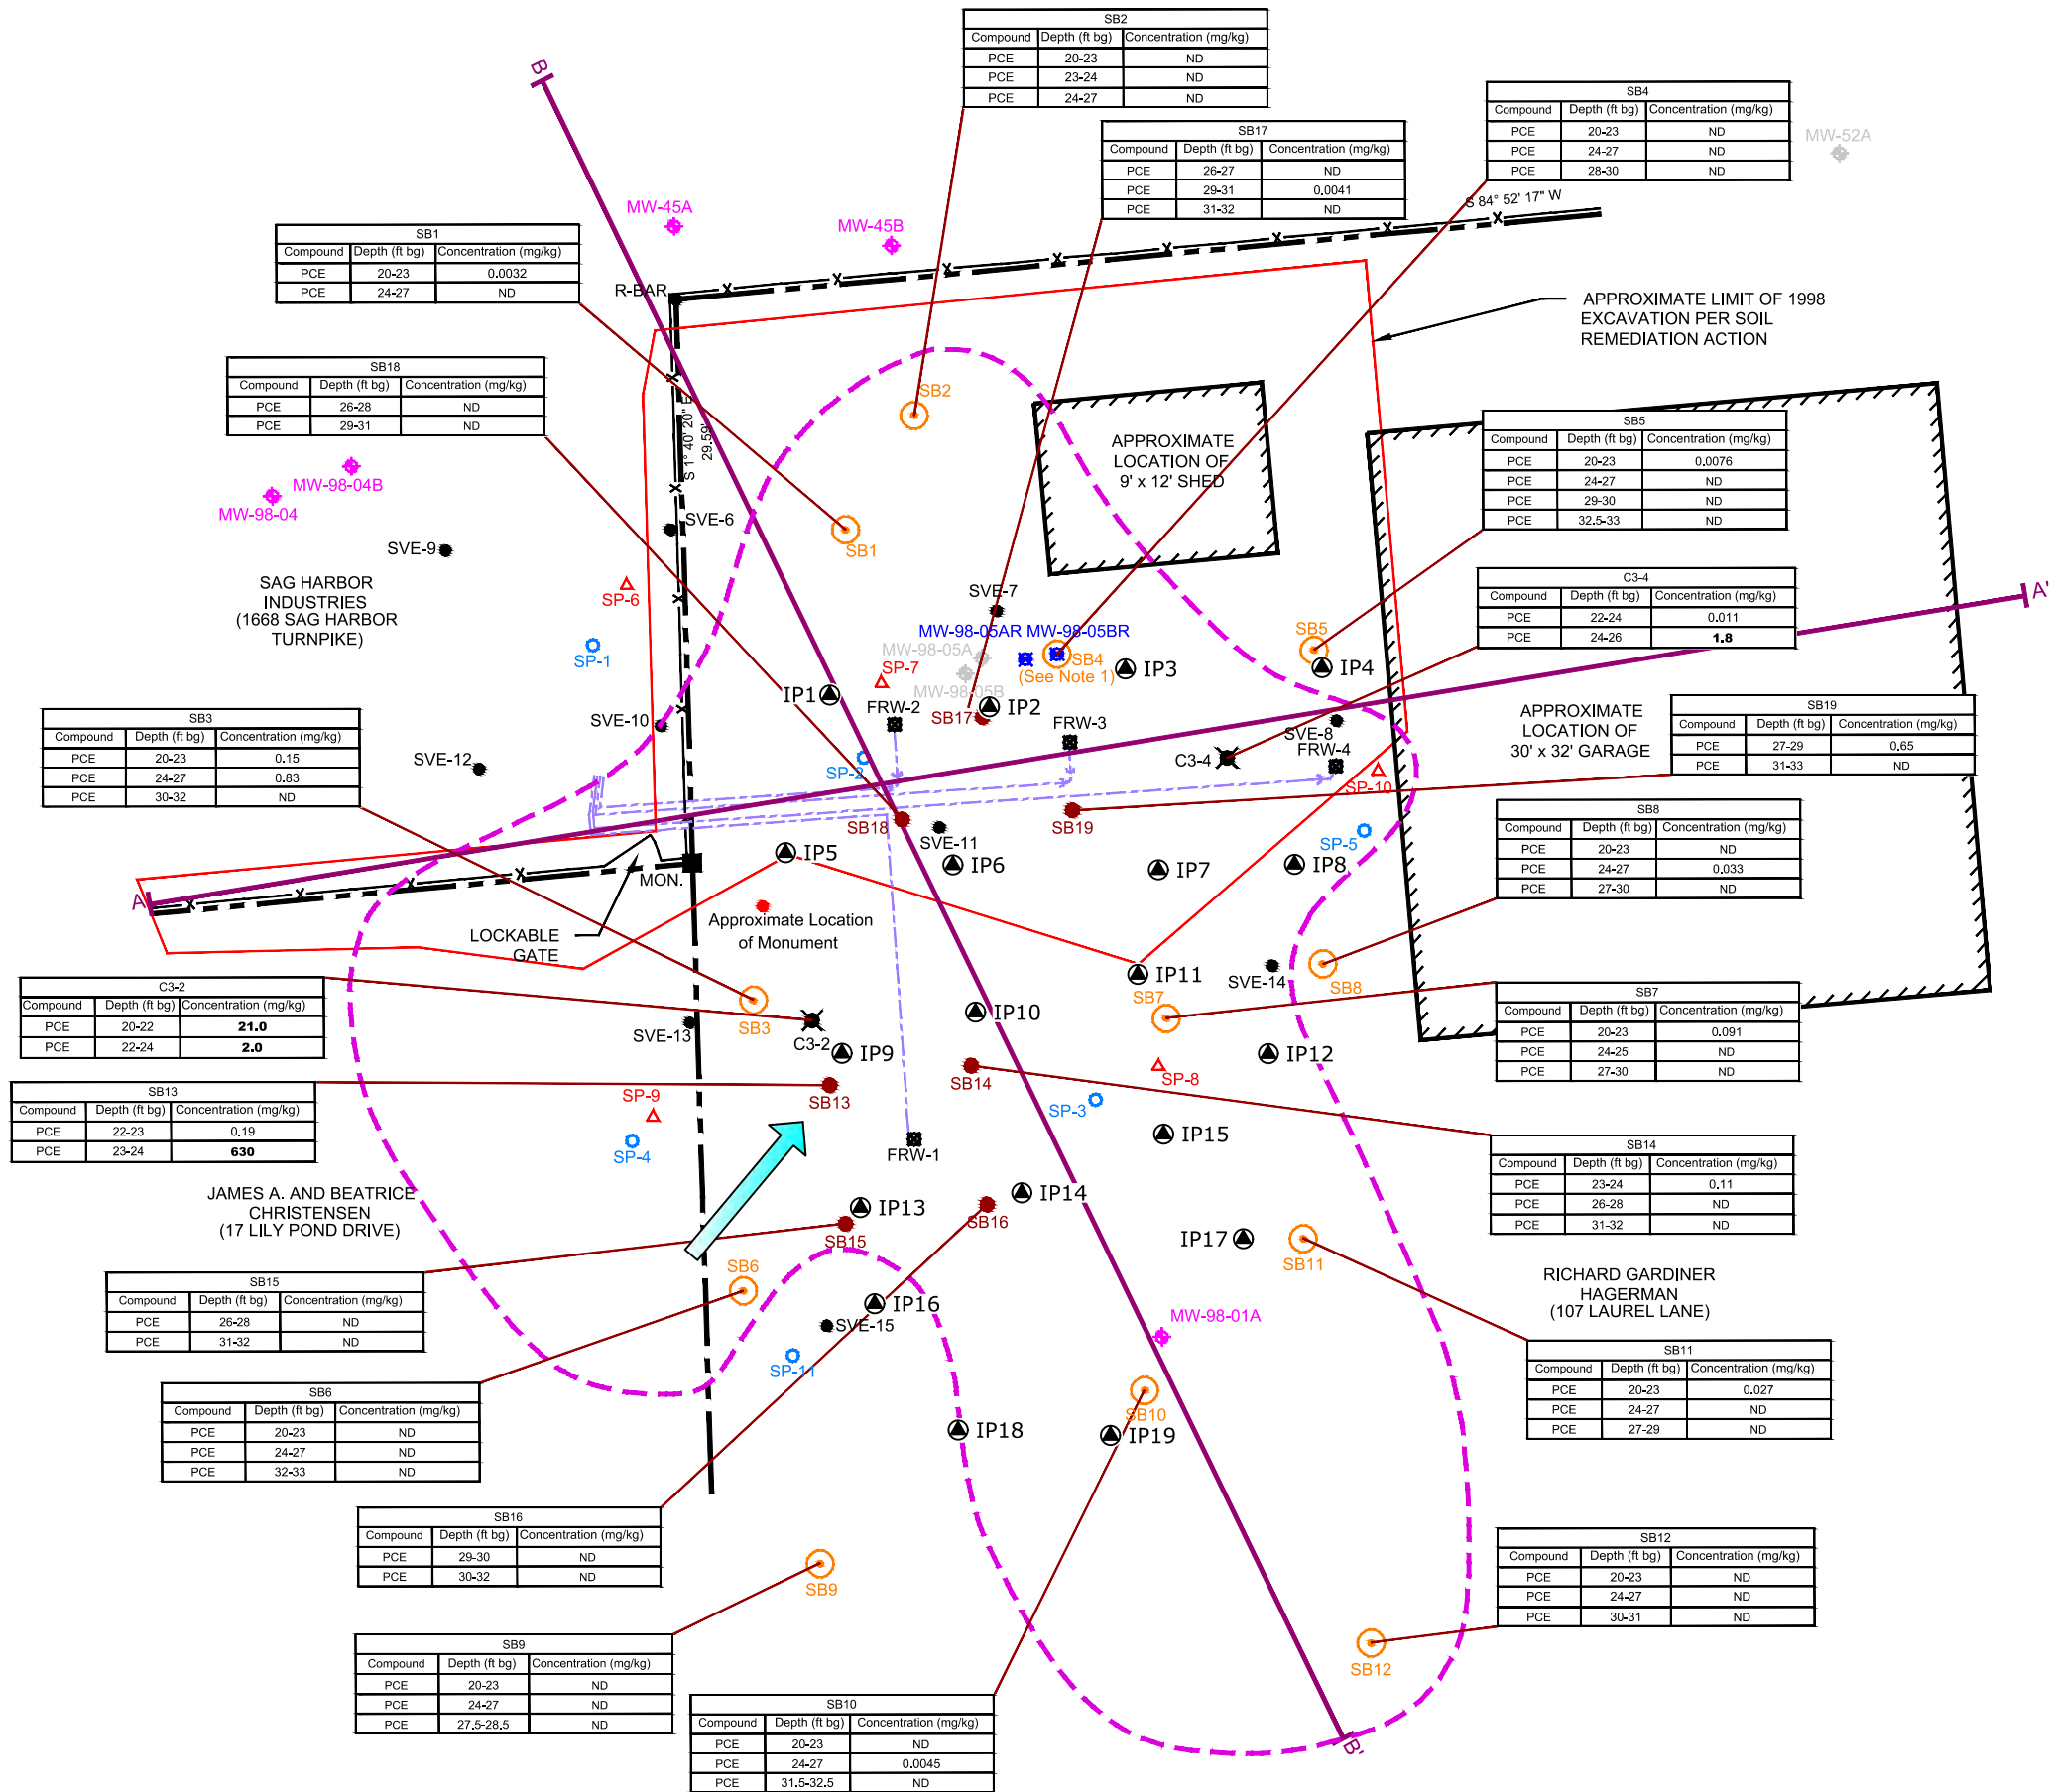 SB2
Compound Depth (ft bg) Concentration (mg/kg)
PCE 20-23 ND
PCE 23-24 ND
PCE 24-27 ND
SB4
Compound Depth (ft bg) Concentration (mg/kg)
PCE 20-23 ND
PCE 24-27 ND
PCE 28-30 ND
MW-52A
SB17
Compound Depth (ft bg) Concentration (mg/kg)
PCE 26-27 ND
PCE 29-31 0.0041
PCE 31-32 ND
B
S 84° 52' 17" W
MW-45A
MW-45B
SB1
Compound Depth (ft bg) Concentration (mg/kg)
PCE 20-23 0.0032
PCE 24-27 ND
R-BAR
APPROXIMATE LIMIT OF 1998
EXCAVATION PER SOIL
REMEDIATION ACTION
SB18
Compound Depth (ft bg) Concentration (mg/kg)
PCE 26-28 ND
PCE 29-31 ND
S 1° 40' 20" E
29.59'
SB2
APPROXIMATE
LOCATION OF
9' x 12' SHED
SB5
Compound Depth (ft bg) Concentration (mg/kg)
PCE 20-23 0.0076
PCE 24-27 ND
PCE 29-30 ND
PCE 32.5-33 ND
MW-98-04B
MW-98-04
SVE-9
SVE-6
SB1
SAG HARBOR
INDUSTRIES
(1668 SAG HARBOR
TURNPIKE)
SP-6
SP-1
SVE-7
MW-98-05AR MW-98-05BR
MW-98-05A
MW-98-05B
SP-7
SB4
(See Note 1)
SB5
C3-4
Compound Depth (ft bg) Concentration (mg/kg)
PCE 22-24 0.011
PCE 24-26 1.8
A'
IP1
IP2
IP3
IP4
SB17
FRW-2
FRW-3
SVE-8
FRW-4
C3-4
SP-10
SP-2
SVE-10
SVE-12
APPROXIMATE
LOCATION OF
30' x 32' GARAGE
SB19
Compound Depth (ft bg) Concentration (mg/kg)
PCE 27-29 0.65
PCE 31-33 ND
SB3
Compound Depth (ft bg) Concentration (mg/kg)
PCE 20-23 0.15
PCE 24-27 0.83
PCE 30-32 ND
SB18
SVE-11
SB19
SP-5
IP5
IP6
IP7
IP8
SB8
Compound Depth (ft bg) Concentration (mg/kg)
PCE 20-23 ND
PCE 24-27 0.033
PCE 27-30 ND
A
MON.
LOCKABLE
GATE
Approximate Location
of Monument
C3-2
Compound Depth (ft bg) Concentration (mg/kg)
PCE 20-22 21.0
PCE 22-24 2.0
SB3
SVE-13
C3-2
IP9
IP10
IP11
SB7
SVE-14
SB8
IP12
SB7
Compound Depth (ft bg) Concentration (mg/kg)
PCE 20-23 0.091
PCE 24-25 ND
PCE 27-30 ND
SB13
Compound Depth (ft bg) Concentration (mg/kg)
PCE 22-23 0.19
PCE 23-24 630
SB13
SB14
SP-8
SP-3
SP-9
SP-4
FRW-1
IP15
SB14
Compound Depth (ft bg) Concentration (mg/kg)
PCE 23-24 0.11
PCE 26-28 ND
PCE 31-32 ND
JAMES A. AND BEATRICE
CHRISTENSEN
(17 LILY POND DRIVE)
IP13
IP14
SB15
SB16
IP17
SB11
SB15
Compound Depth (ft bg) Concentration (mg/kg)
PCE 26-28 ND
PCE 31-32 ND
RICHARD GARDINER
HAGERMAN
(107 LAUREL LANE)
SB6
IP16
SVE-15
SP-11
MW-98-01A
SB6
Compound Depth (ft bg) Concentration (mg/kg)
PCE 20-23 ND
PCE 24-27 ND
PCE 32-33 ND
SB11
Compound Depth (ft bg) Concentration (mg/kg)
PCE 20-23 0.027
PCE 24-27 ND
PCE 27-29 ND
SB10
IP18
IP19
SB16
Compound Depth (ft bg) Concentration (mg/kg)
PCE 29-30 ND
PCE 30-32 ND
SB9
SB12
Compound Depth (ft bg) Concentration (mg/kg)
PCE 20-23 ND
PCE 24-27 ND
PCE 30-31 ND
SB12
SB9
Compound Depth (ft bg) Concentration (mg/kg)
PCE 20-23 ND
PCE 24-27 ND
PCE 27.5-28.5 ND
SB10
Compound Depth (ft bg) Concentration (mg/kg)
PCE 20-23 ND
PCE 24-27 0.0045
PCE 31.5-32.5 ND
B'